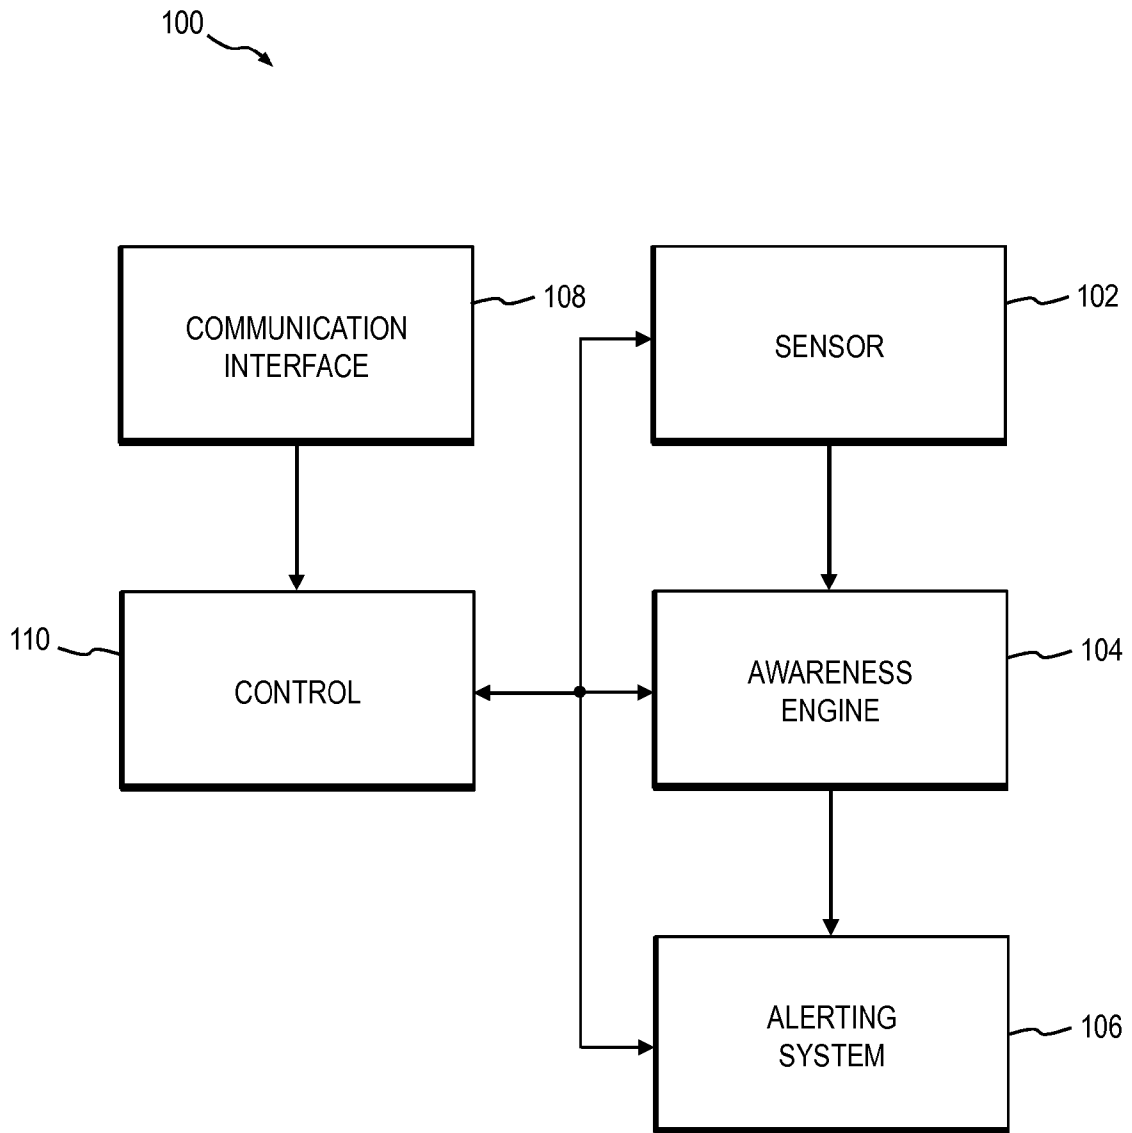 100
COMMUNICATION
INTERFACE
108
SENSOR
102
110
CONTROL
AWARENESS
ENGINE
104
ALERTING
SYSTEM
106